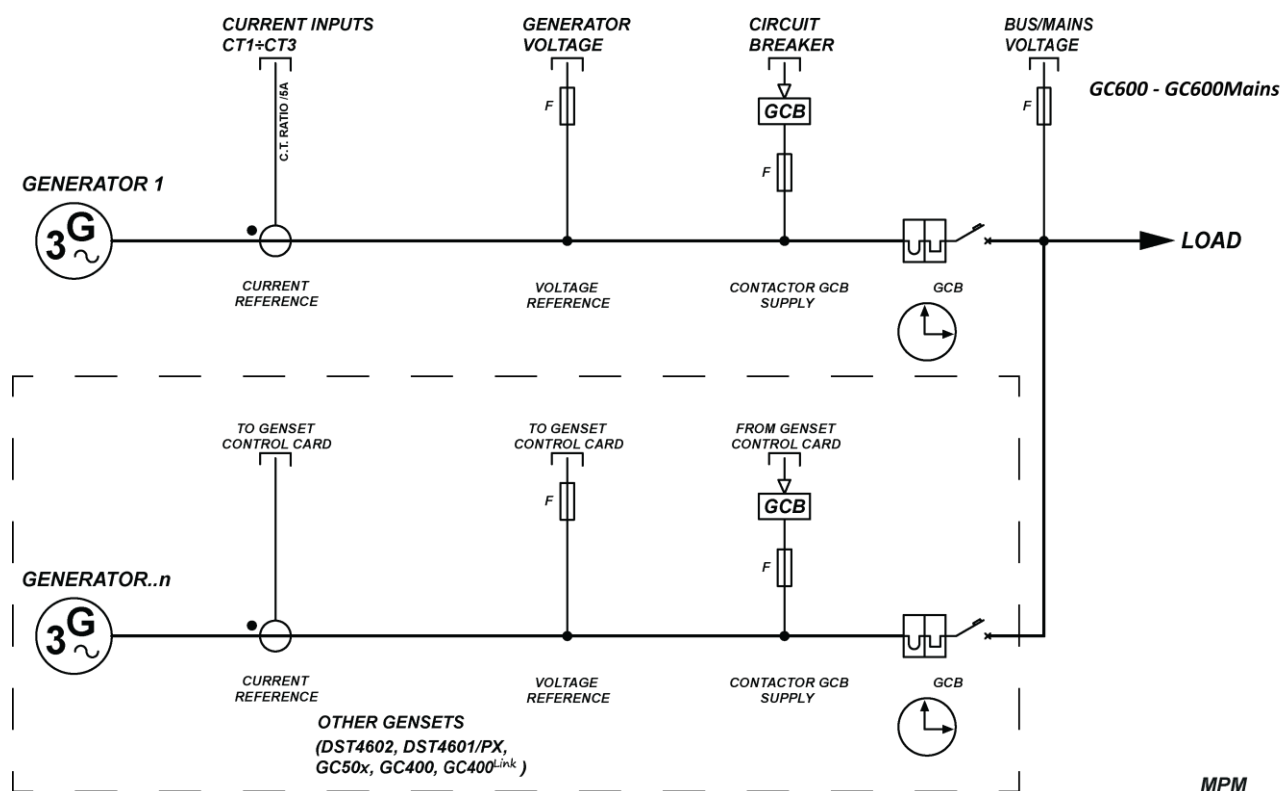 CURRENT INPUTS
CT1÷CT3
GENERATOR
VOLTAGE
CIRCUIT
BREAKER
BUS/MAINS
VOLTAGE
GC600 - GC600Mains
C.T. RATIO /5A
F
GCB
F
F
GENERATOR 1
3G
LOAD
CURRENT
REFERENCE
VOLTAGE
REFERENCE
CONTACTOR GCB
SUPPLY
GCB
TO GENSET
CONTROL CARD
TO GENSET
CONTROL CARD
FROM GENSET
CONTROL CARD
F
GCB
F
GENERATOR..n
3G
CURRENT
REFERENCE
VOLTAGE
REFERENCE
CONTACTOR GCB
SUPPLY
GCB
OTHER GENSETS
(DST4602, DST4601/PX,
GC50x, GC400, GC400Link )
MPM